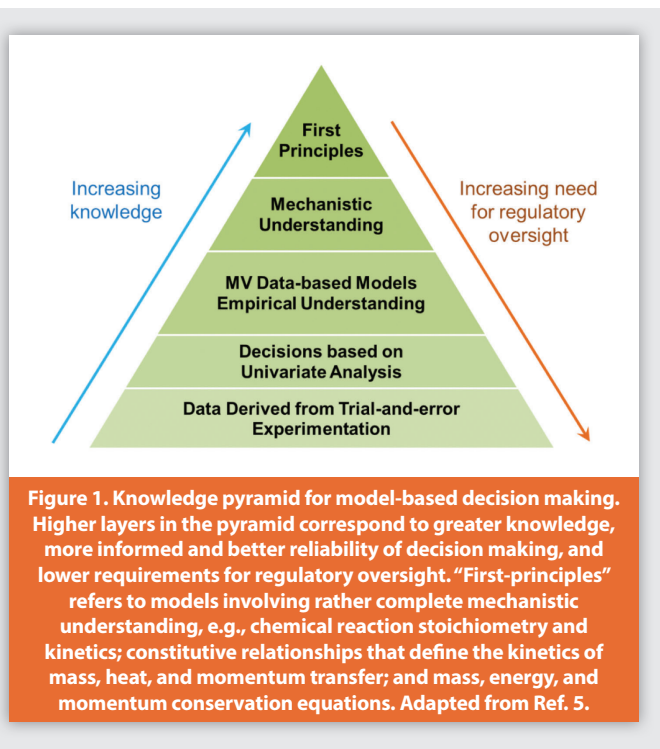 First
Principles
Increasing
knowledge
Increasing need
for regulatory
oversight
Mechanistic
Understanding
MV Data-based Models
Empirical Understanding
Decisions based on
Univariate Analysis
Data Derived from Trial-and-error
Experimentation
Figure 1. Knowledge pyramid for model-based decision making.
Higher layers in the pyramid correspond to greater knowledge,
more informed and better reliability of decision making, and
lower requirements for regulatory oversight. “First-principles”
refers to models involving rather complete mechanistic
understanding, e.g., chemical reaction stoichiometry and
kinetics; constitutive relationships that define the kinetics of
mass, heat, and momentum transfer; and mass, energy, and
momentum conservation equations. Adapted from Ref. 5.